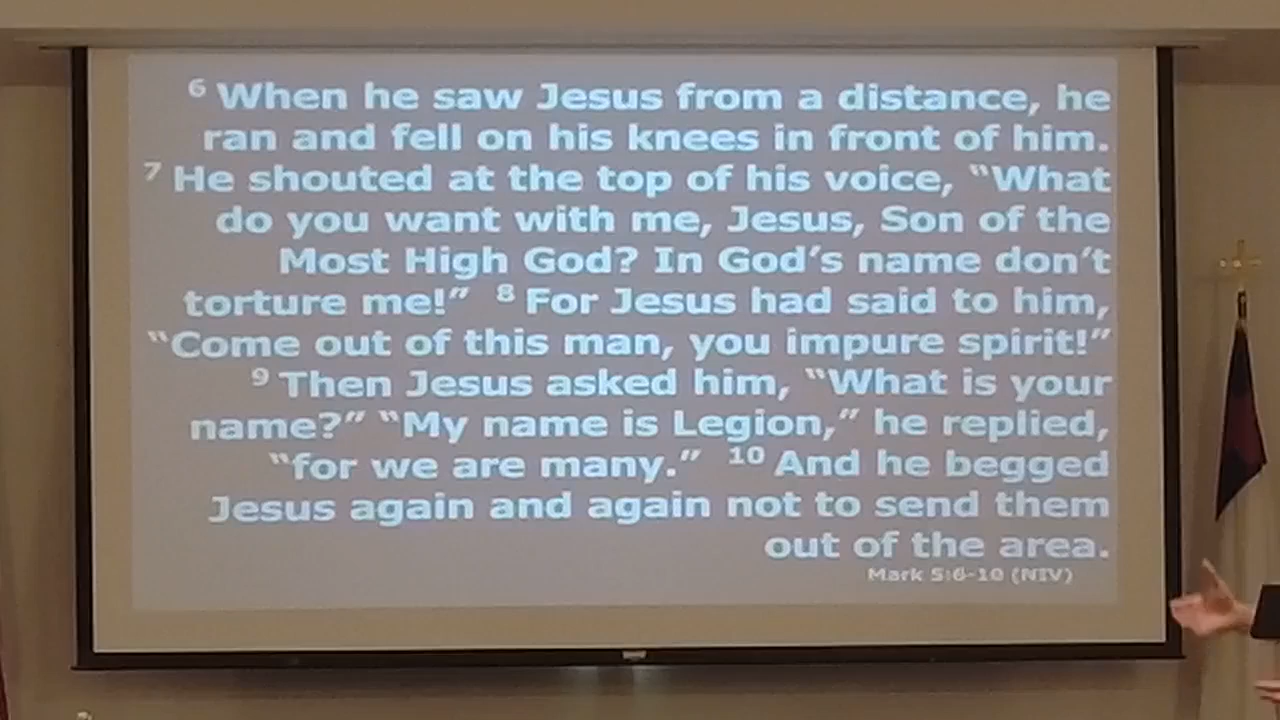 6 When he saw Jesus from a distance, he
ran and fell on his knees in front of him.
7 He shouted at the top of his voice, “What
do you want with me, Jesus, Son of the
Most High God? In God’s name don’t
torture me!” 8 For Jesus had said to him,
“Come out of this man, you impure spirit!”
9 Then Jesus asked him, “What is your
name?” “My name is Legion,” he replied,
“for we are many.” 10 And he begged
Jesus again and again not to send them
out of the area.
Mark 5:6-10 (NIV)